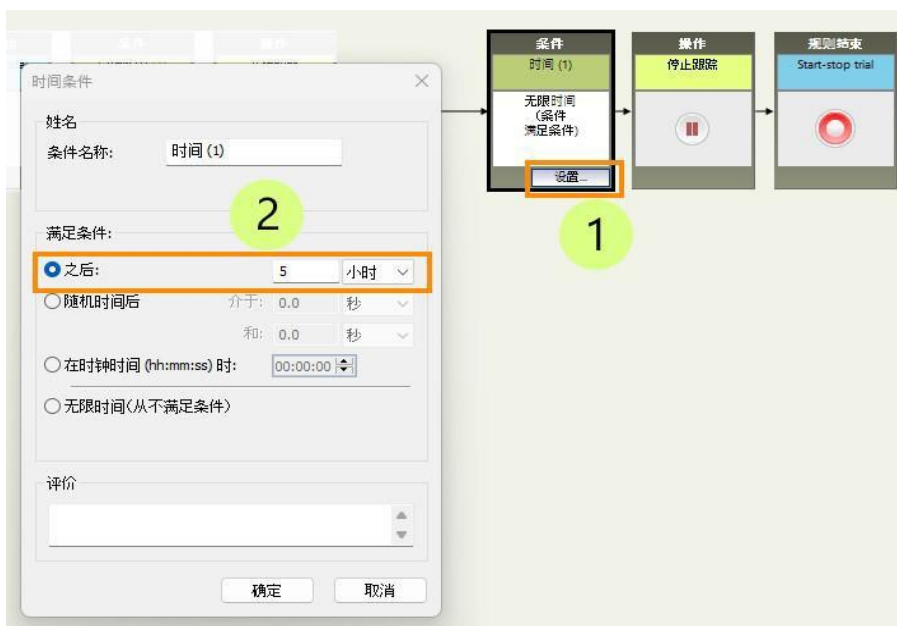 条件
操作
规则结束
时间 (1)
停止跟踪
Start-stop trial
无限时间
(条件
满足条件)
设置...
1
时间条件
姓名
条件名称:
时间 (1)
2
满足条件:
之后: 5 小时
随机时间后 介于: 0.0 秒
和: 0.0 秒
在时钟时间 (hh:mm:ss) 时: 00:00:00
无限时间(从不满足条件)
评价
确定 取消